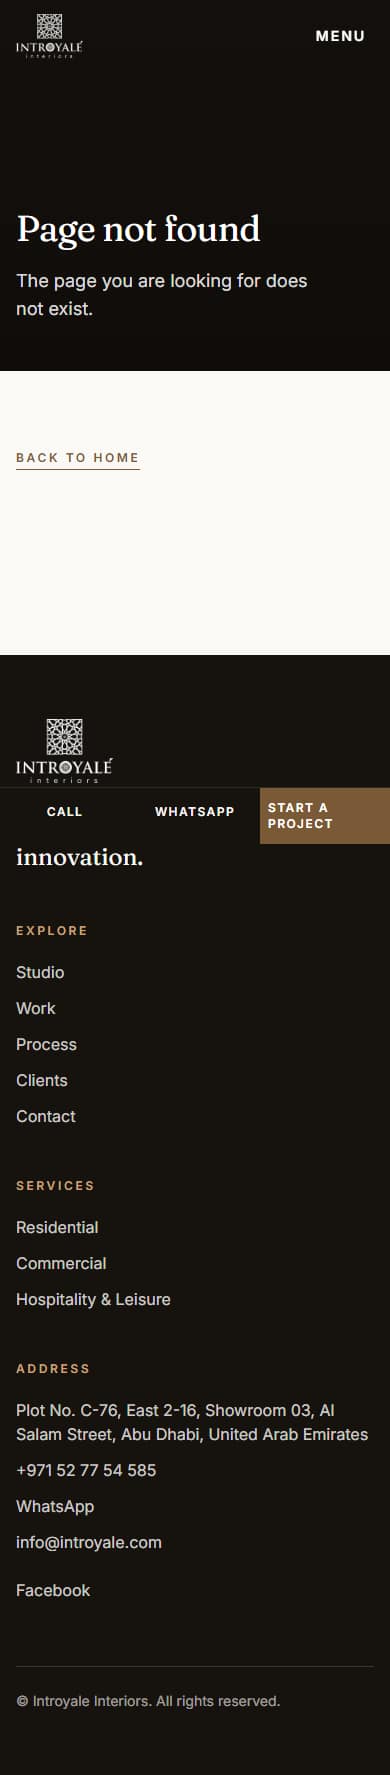 INTROYALÉ
interiors
MENU
Page not found
The page you are looking for does
not exist.
BACK TO HOME
INTROYALÉ
interiors
CALL
WHATSAPP
START A
PROJECT
innovation.
EXPLORE
Studio
Work
Process
Clients
Contact
SERVICES
Residential
Commercial
Hospitality & Leisure
ADDRESS
Plot No. C-76, East 2-16, Showroom 03, Al
Salam Street, Abu Dhabi, United Arab Emirates
+971 52 77 54 585
WhatsApp
info@introyale.com
Facebook
© Introyale Interiors. All rights reserved.